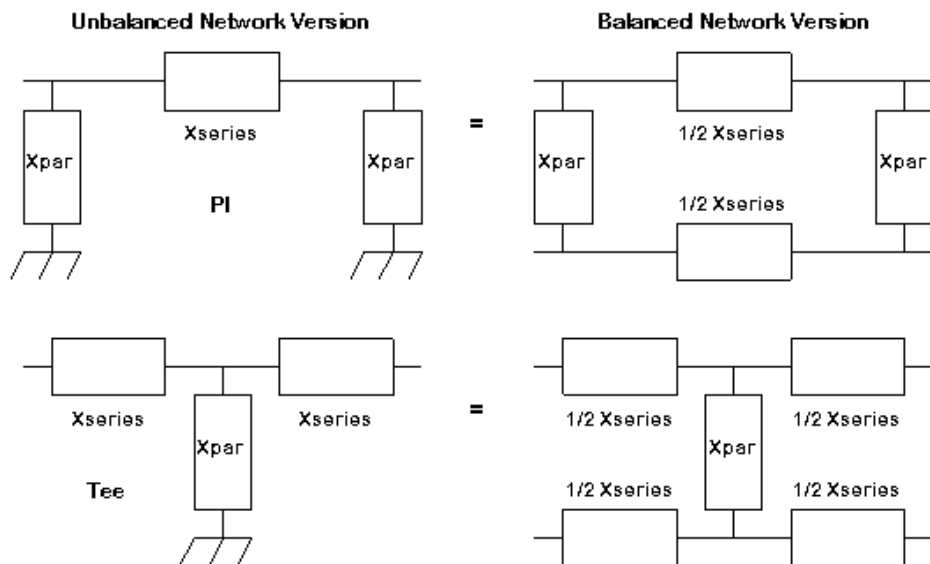 Unbalanced Network Version
Balanced Network Version
Xseries
Xpar
Xpar
PI
=
1/2 Xseries
Xpar
Xpar
1/2 Xseries
Xseries
Xseries
Xpar
Tee
=
1/2 Xseries
1/2 Xseries
Xpar
1/2 Xseries
1/2 Xseries